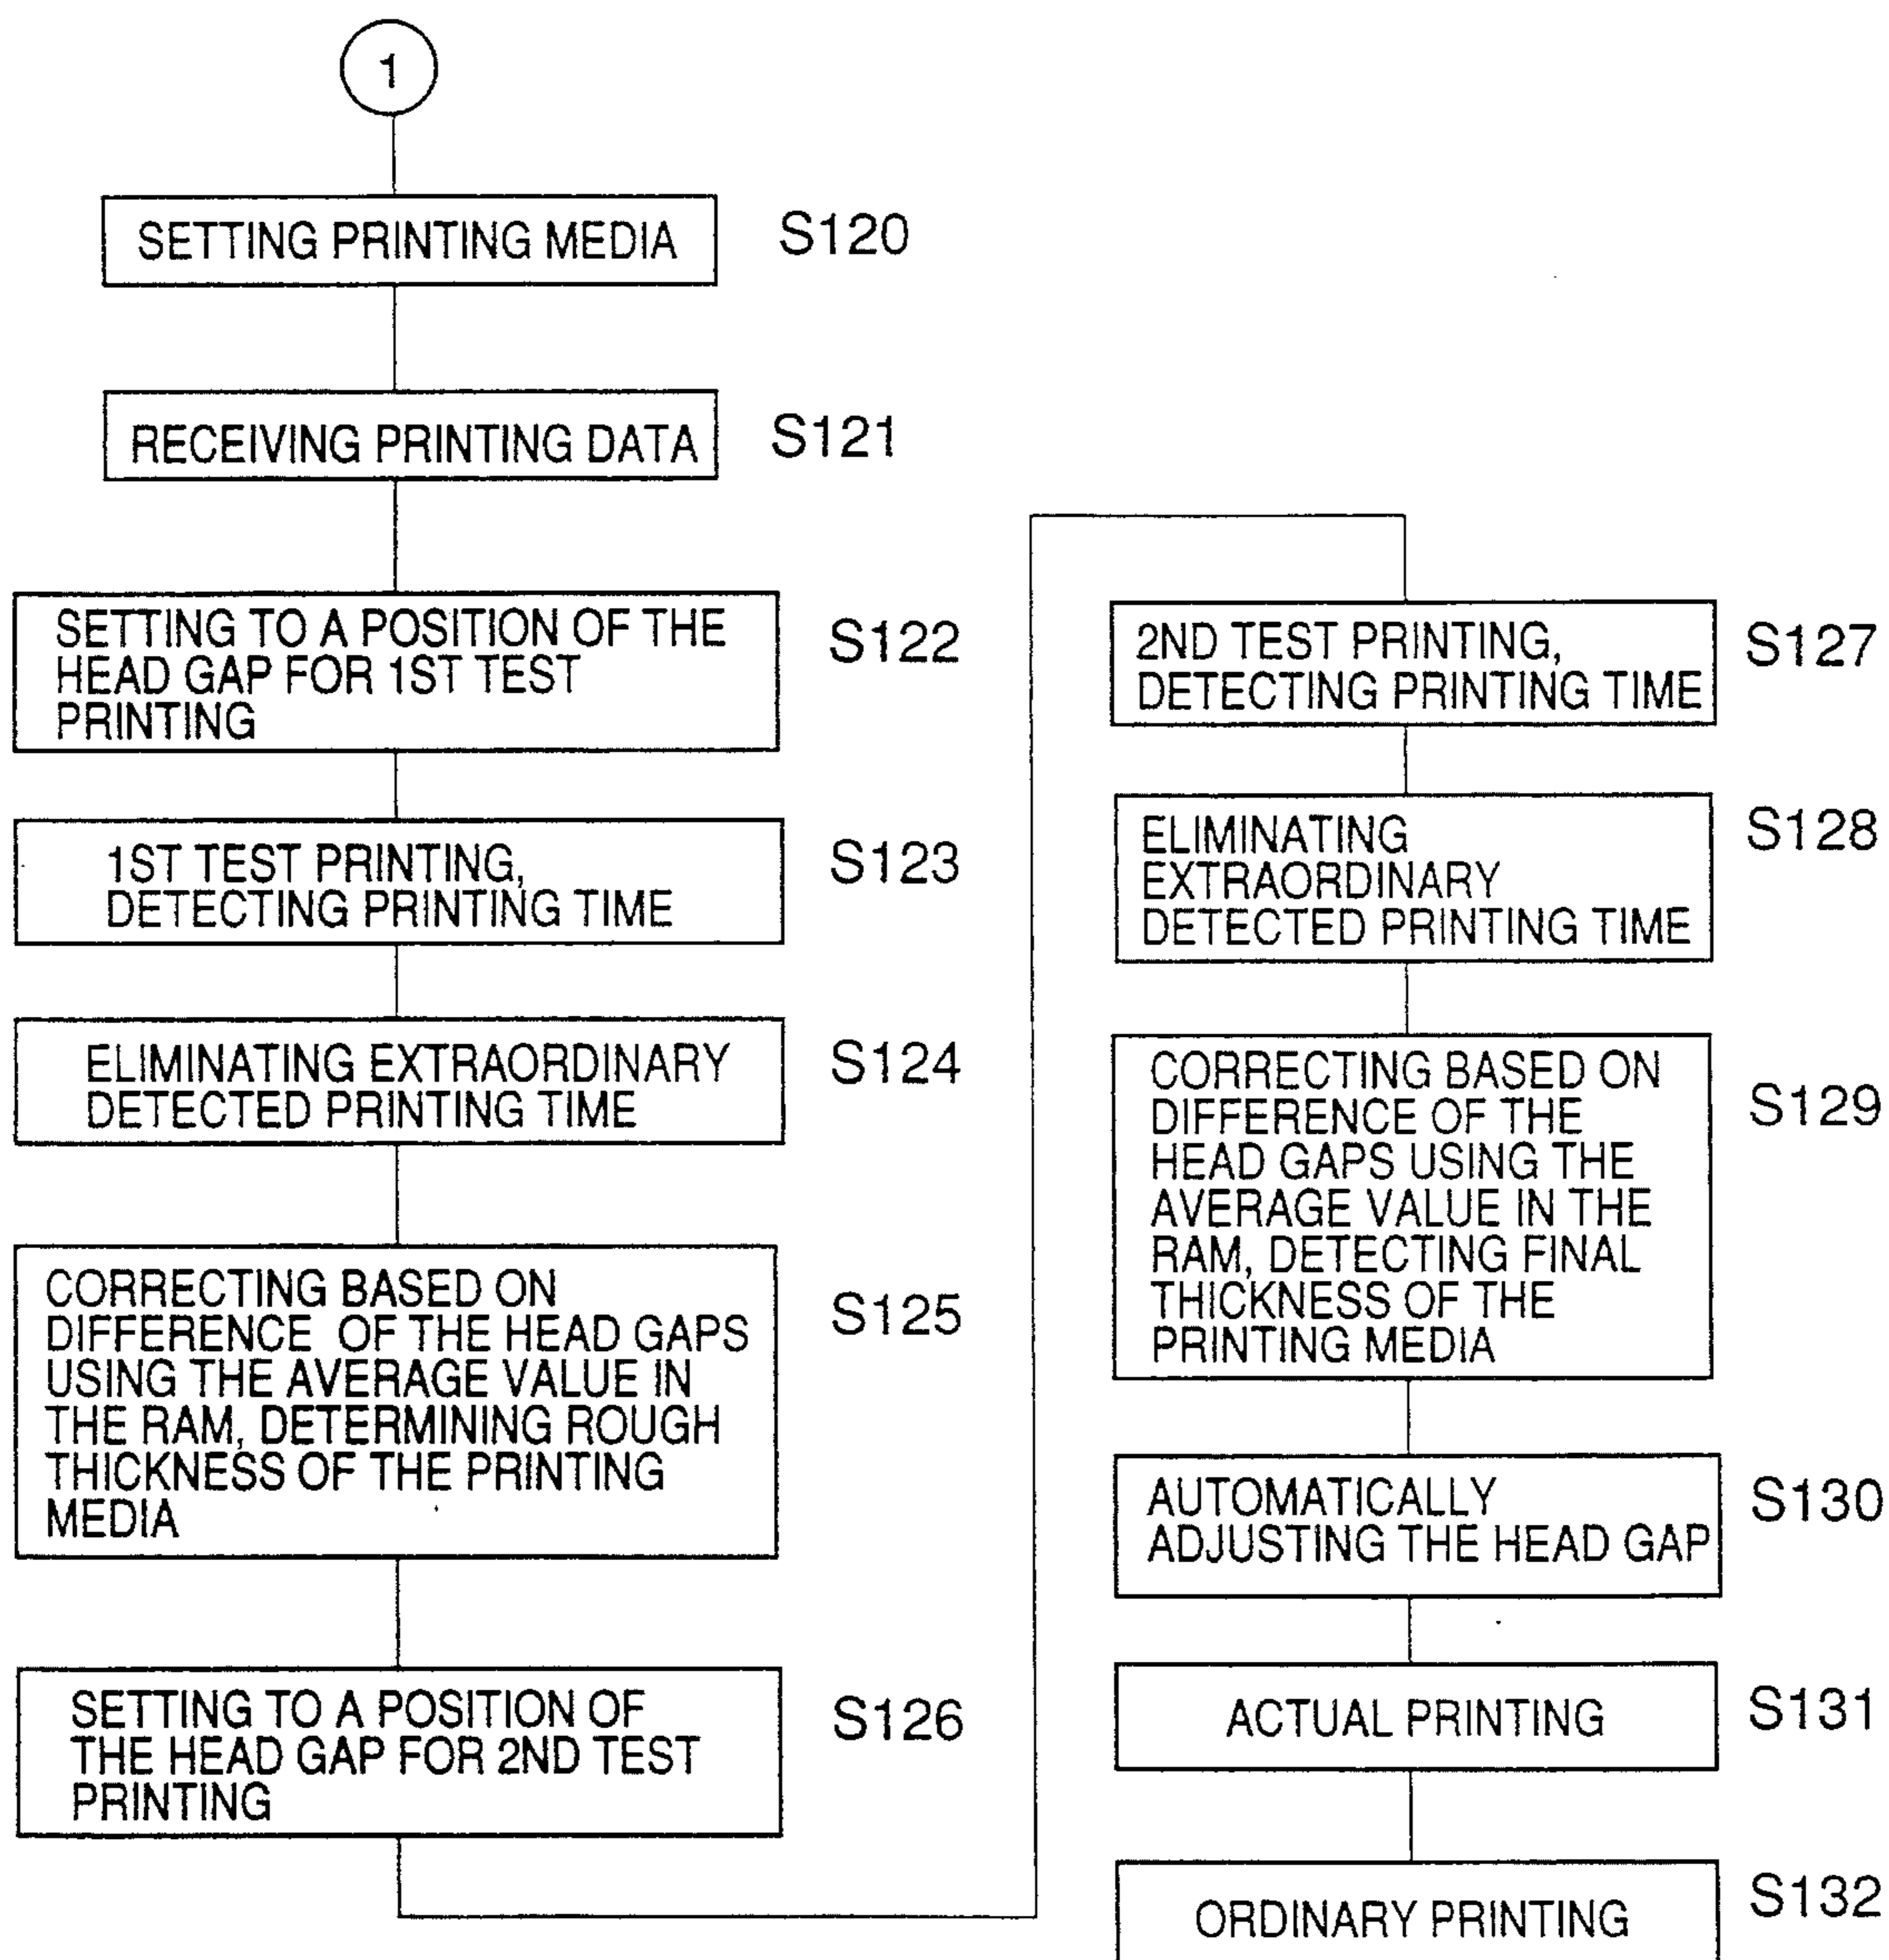 1
SETTING PRINTING MEDIA
S120
RECEIVING PRINTING DATA
S121
SETTING TO A POSITION OF THE
HEAD GAP FOR 1ST TEST
PRINTING
S122
1ST TEST PRINTING,
DETECTING PRINTING TIME
S123
ELIMINATING EXTRAORDINARY
DETECTED PRINTING TIME
S124
CORRECTING BASED ON
DIFFERENCE OF THE HEAD GAPS
USING THE AVERAGE VALUE IN
THE RAM, DETERMINING ROUGH
THICKNESS OF THE PRINTING
MEDIA
S125
SETTING TO A POSITION OF
THE HEAD GAP FOR 2ND TEST
PRINTING
S126
2ND TEST PRINTING,
DETECTING PRINTING TIME
S127
ELIMINATING
EXTRAORDINARY
DETECTED PRINTING TIME
S128
CORRECTING BASED ON
DIFFERENCE OF THE
HEAD GAPS USING THE
AVERAGE VALUE IN THE
RAM, DETECTING FINAL
THICKNESS OF THE
PRINTING MEDIA
S129
AUTOMATICALLY
ADJUSTING THE HEAD GAP
S130
ACTUAL PRINTING
S131
ORDINARY PRINTING
S132